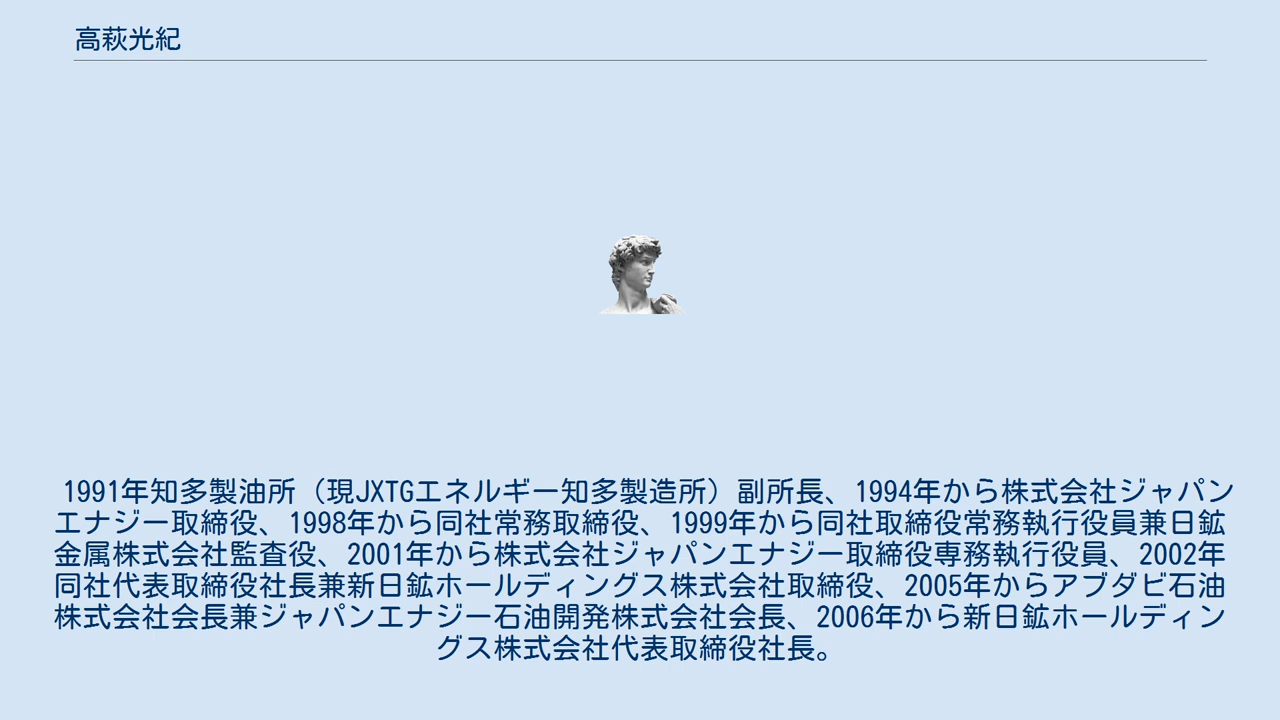 高萩光紀
1991年知多製油所（現JXTGエネルギー知多製造所）副所長、1994年から株式会社ジャパン
エナジー取締役、1998年から同社常務取締役、1999年から同社取締役常務執行役員兼日鉱
金属株式会社監査役、2001年から株式会社ジャパンエナジー取締役専務執行役員、2002年
同社代表取締役社長兼新日鉱ホールディングス株式会社取締役、2005年からアブダビ石油
株式会社会長兼ジャパンエナジー石油開発株式会社会長、2006年から新日鉱ホールディン
グス株式会社代表取締役社長。